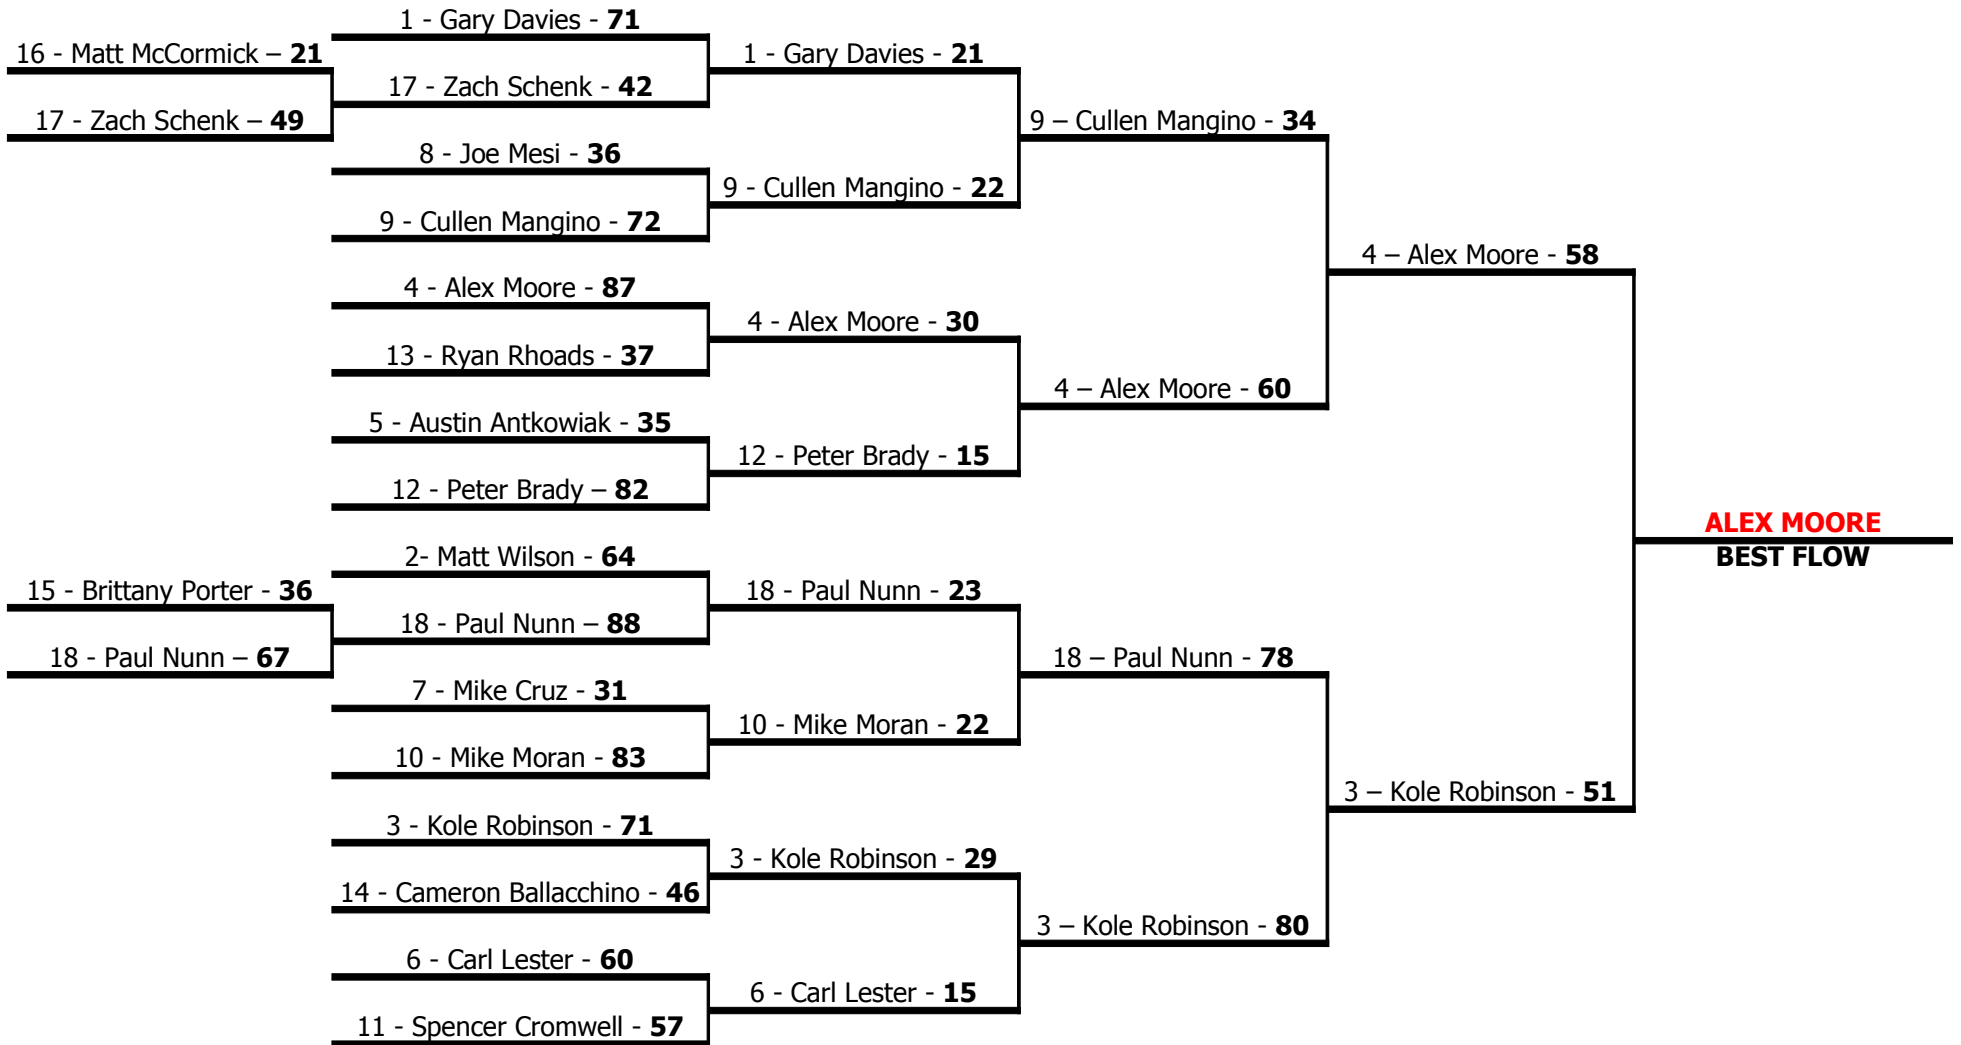 16 - Matt McCormick – 21
17 - Zach Schenk – 49
15 - Brittany Porter - 36
18 - Paul Nunn – 67
1 - Gary Davies - 71
17 - Zach Schenk - 42
8 - Joe Mesi - 36
9 - Cullen Mangino - 72
4 - Alex Moore - 87
13 - Ryan Rhoads - 37
5 - Austin Antkowiak - 35
12 - Peter Brady – 82
2- Matt Wilson - 64
18 - Paul Nunn – 88
7 - Mike Cruz - 31
10 - Mike Moran - 83
3 - Kole Robinson - 71
14 - Cameron Ballacchino - 46
6 - Carl Lester - 60
11 - Spencer Cromwell - 57
1 - Gary Davies - 21
9 - Cullen Mangino - 22
4 - Alex Moore - 30
12 - Peter Brady - 15
18 - Paul Nunn - 23
10 - Mike Moran - 22
3 - Kole Robinson - 29
6 - Carl Lester - 15
9 – Cullen Mangino - 34
4 – Alex Moore - 60
18 – Paul Nunn - 78
3 – Kole Robinson - 80
4 – Alex Moore - 58
3 – Kole Robinson - 51
ALEX MOORE
BEST FLOW